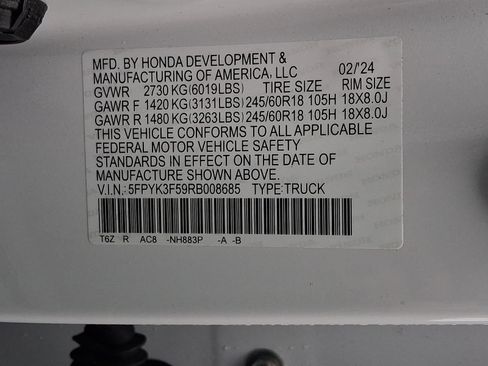 MFD. BY HONDA DEVELOPMENT &
MANUFACTURING OF AMERICA, LLC 02/'24
GVWR 2730 KG(6019LBS) TIRE SIZE RIM SIZE
GAWR F 1420 KG(3131LBS) 245/60R18 105H 18X8.0J
GAWR R 1480 KG(3263LBS) 245/60R18 105H 18X8.0J
THIS VEHICLE CONFORMS TO ALL APPLICABLE
FEDERAL MOTOR VEHICLE SAFETY
STANDARDS IN EFFECT ON THE DATE OF
MANUFACTURE SHOWN ABOVE.
V.I.N.: 5FPYK3F59RB008685 TYPE:TRUCK
T6Z R AC8 -NH883P -A -B